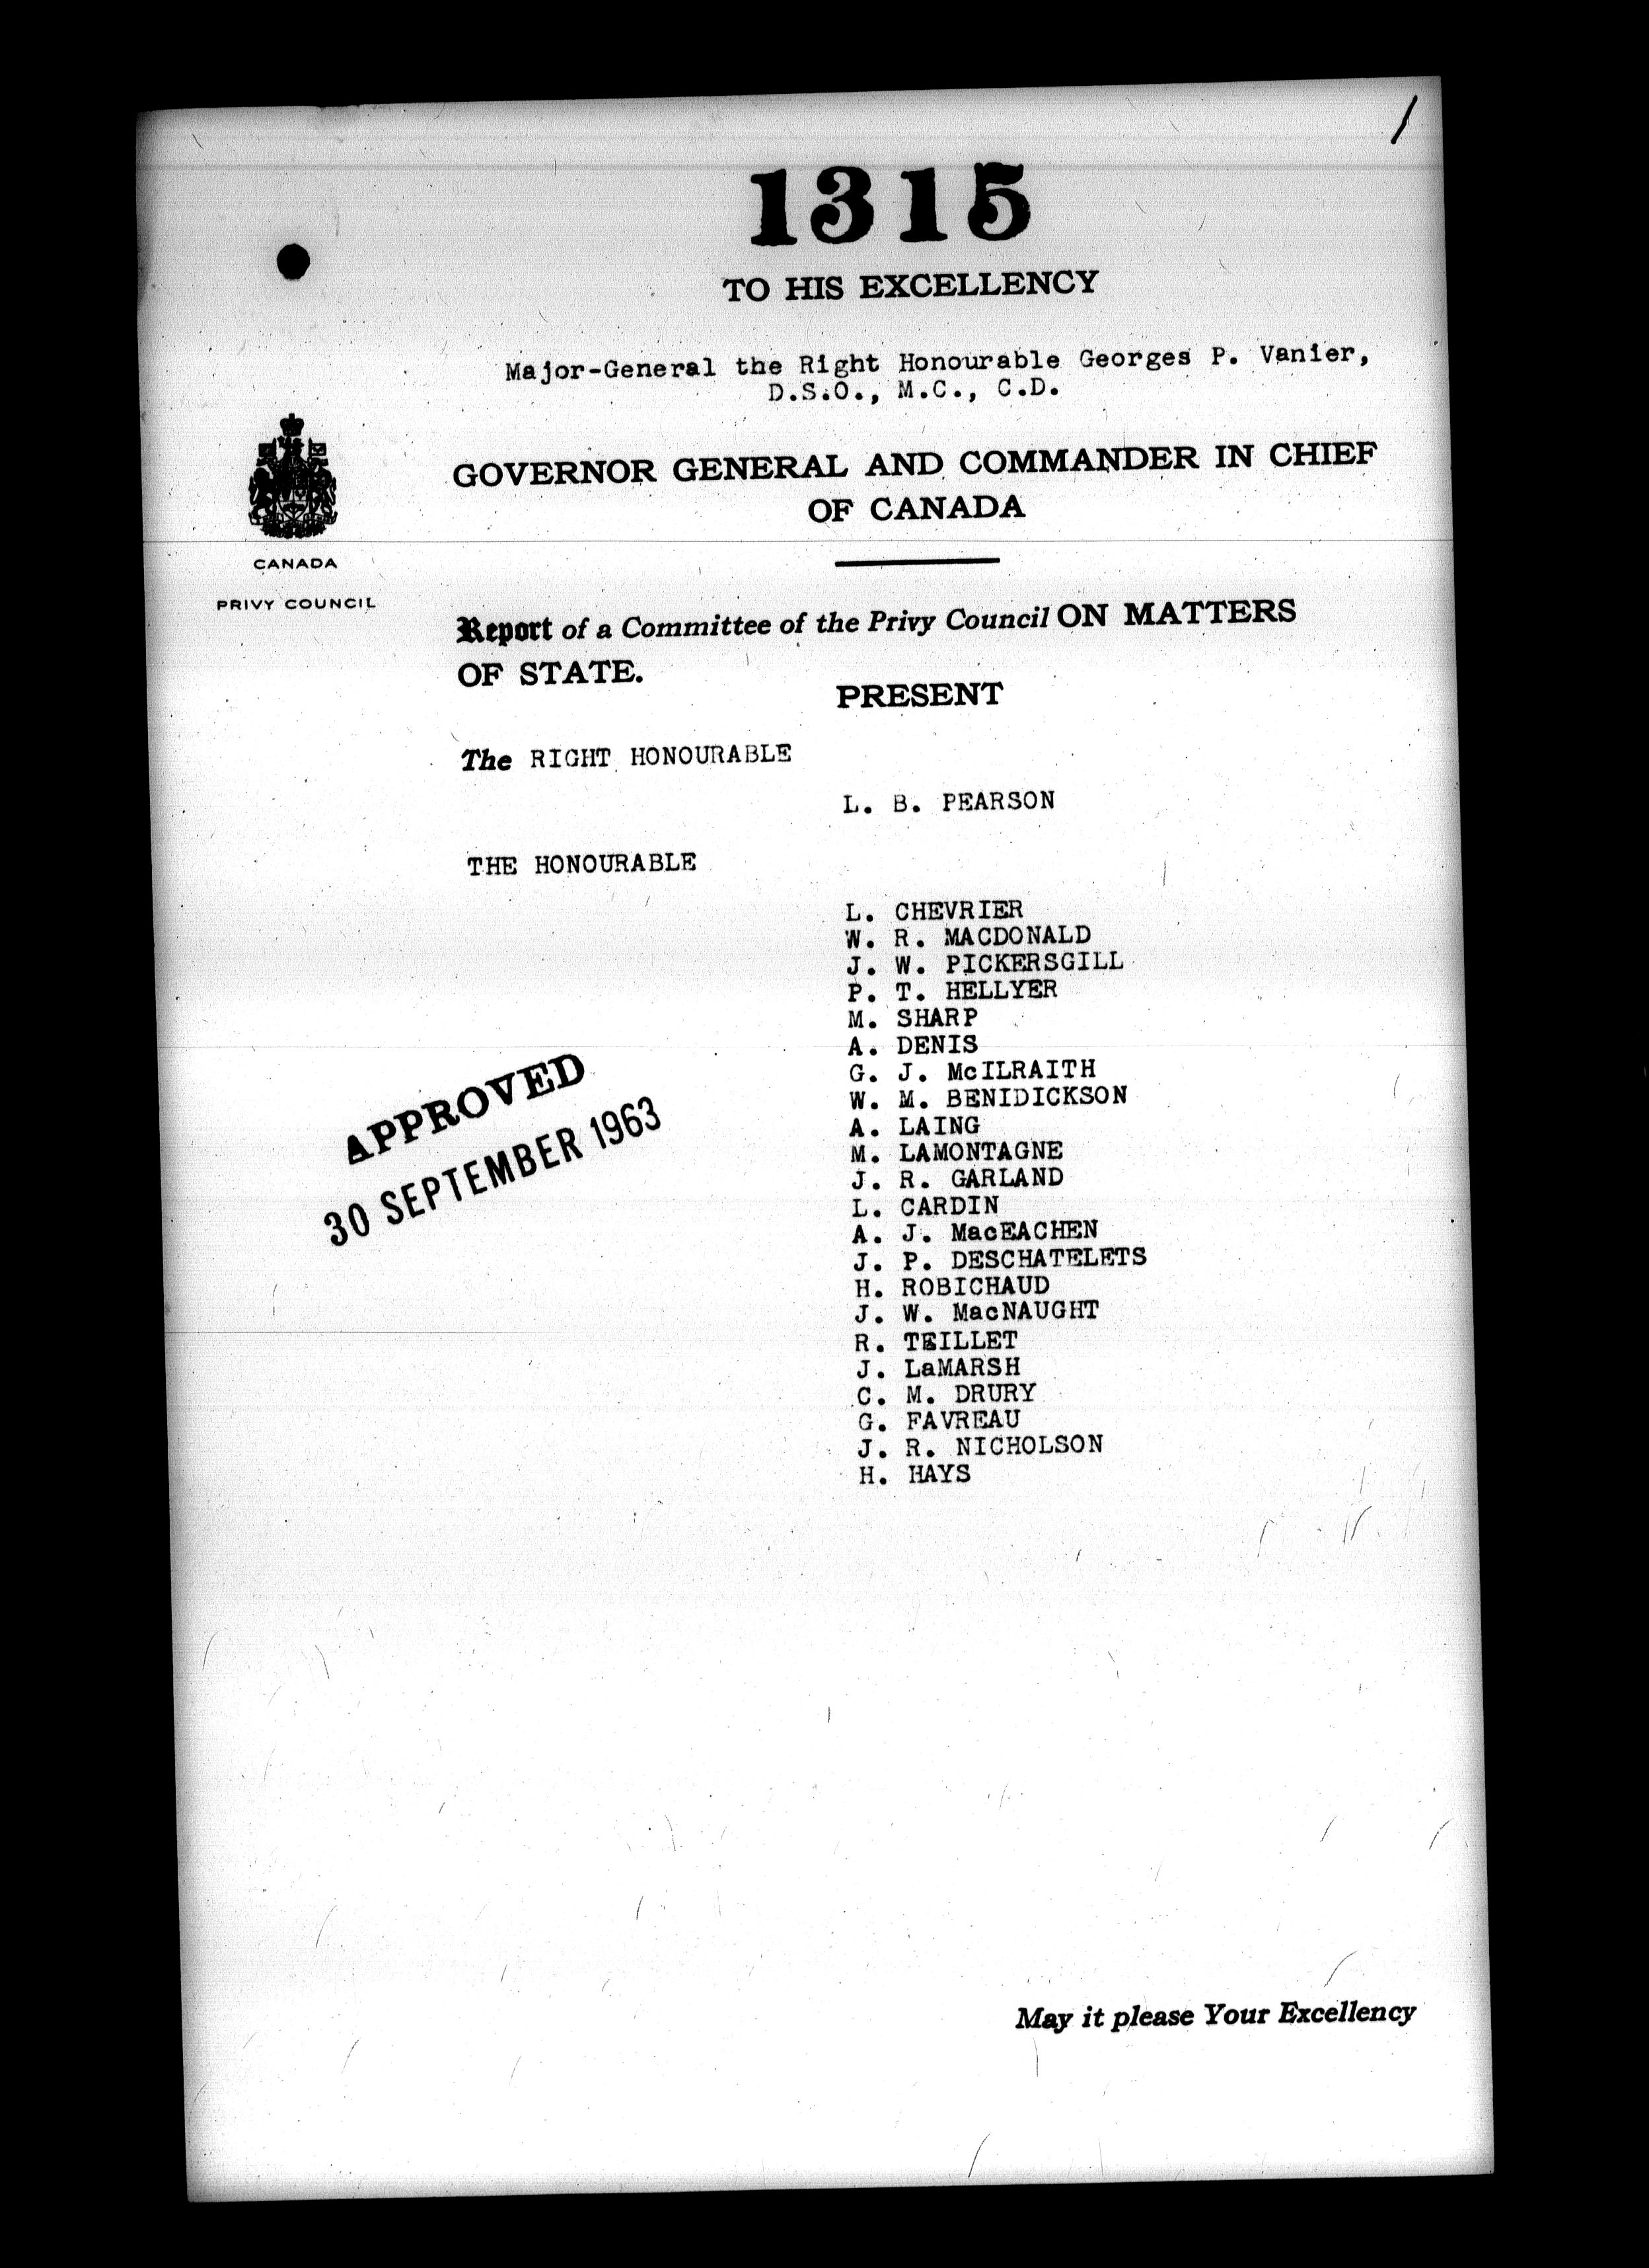 /
1315
TO HIS EXCELLENCY
Major-General the Right Honourable Georges P. Vanier,
D.S.O., M.C., C.D.
GOVERNOR GENERAL AND COMMANDER IN CHIEF
OF CANADA
CANADA
PRIVY COUNCIL
Report of a Committee of the Privy Council ON MATTERS
OF STATE.
PRESENT
The RIGHT HONOURABLE
L. B. PEARSON
THE HONOURABLE
L. CHEVRIER
W. R. MACDONALD
J. W. PICKERSGILL
P. T. HELLYER
M. SHARP
A. DENIS
G. J. McILRAITH
W. M. BENIDICKSON
A. LAING
M. LAMONTAGNE
J. R. GARLAND
L. CARDIN
A. J. MacEACHEN
J. P. DESCHATELETS
H. ROBICHAUD
J. W. MacNAUGHT
R. TEILLET
J. LaMARSH
C. M. DRURY
G. FAVREAU
J. R. NICHOLSON
H. HAYS
APPROVED
30 SEPTEMBER 1963
May it please Your Excellency